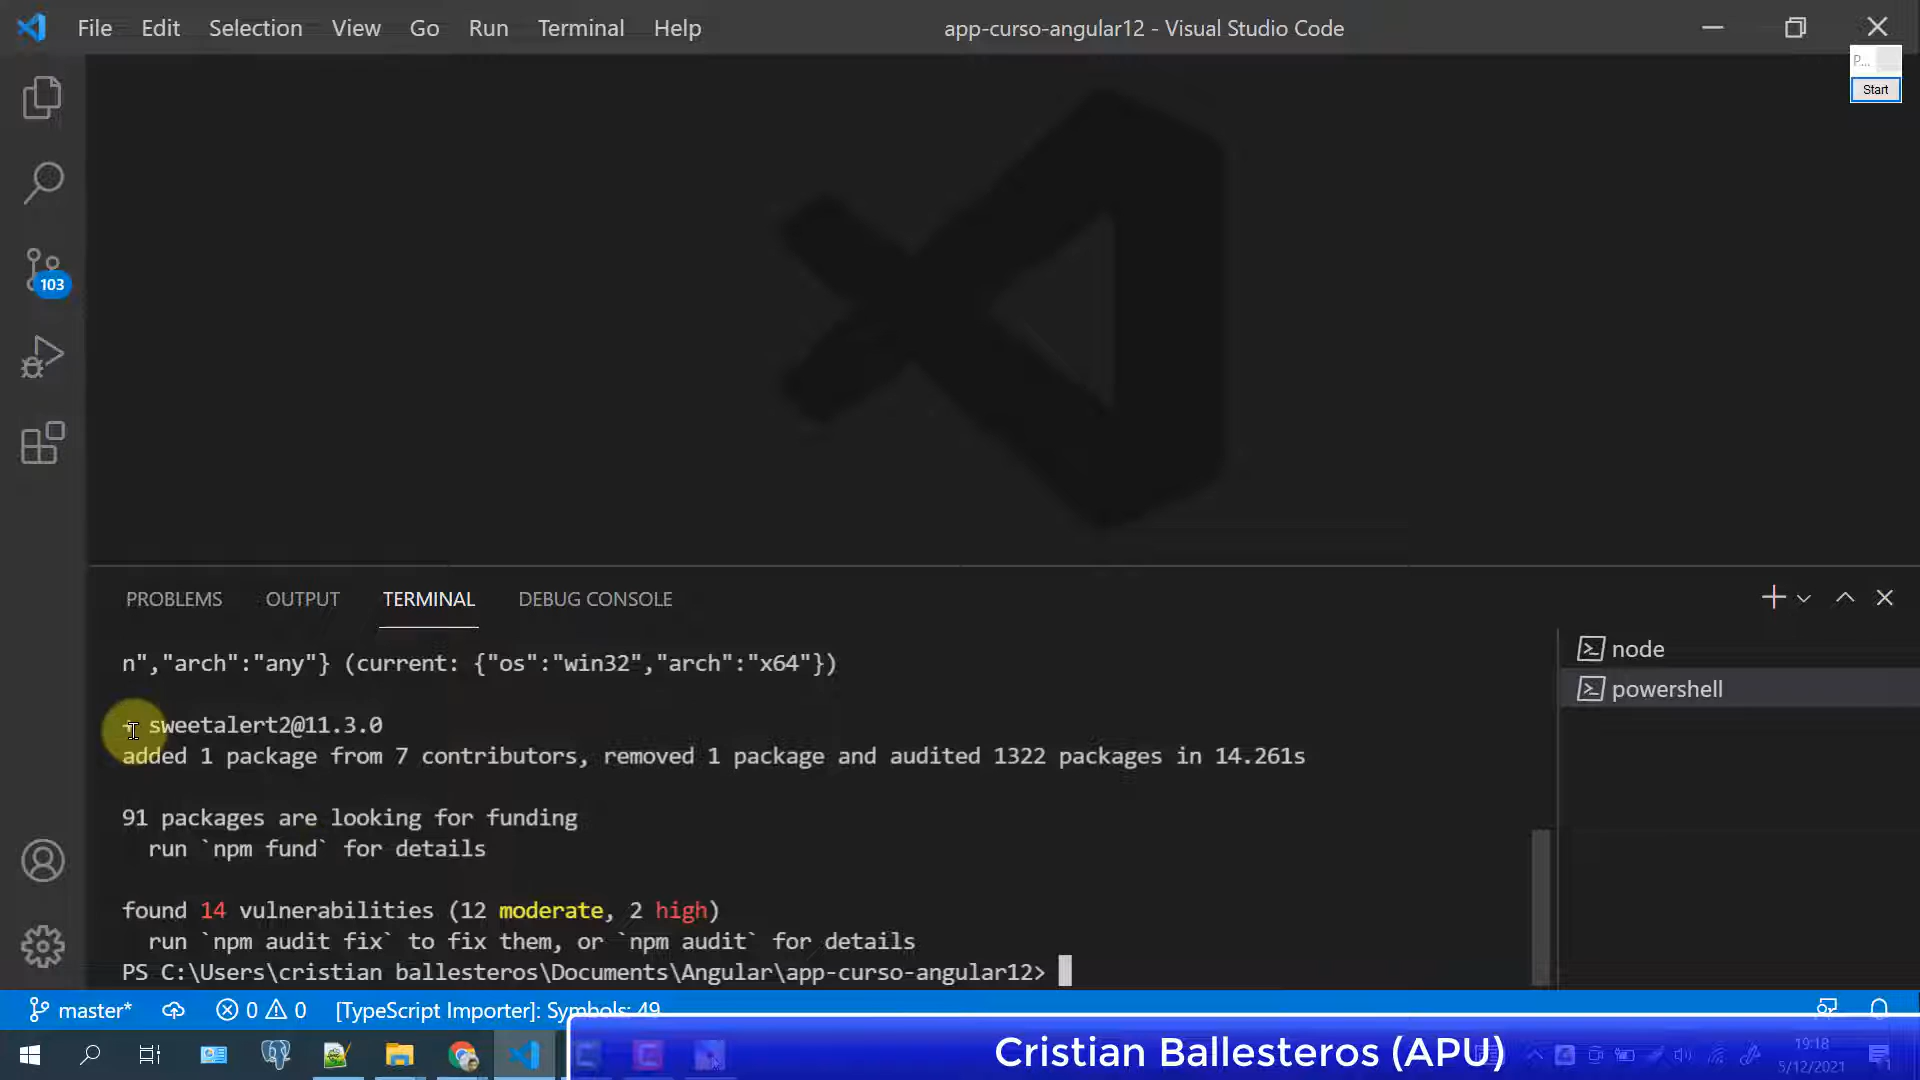 File Edit Selection View Go Run Terminal Help
app-curso-angular12 - Visual Studio Code
P...
Start
103
PROBLEMS OUTPUT TERMINAL DEBUG CONSOLE
n","arch":"any"} (current: {"os":"win32","arch":"x64"})
node
powershell
+ sweetalert2@11.3.0
added 1 package from 7 contributors, removed 1 package and audited 1322 packages in 14.261s
91 packages are looking for funding
run `npm fund` for details
found 14 vulnerabilities (12 moderate, 2 high)
run `npm audit fix` to fix them, or `npm audit` for details
PS C:\Users\cristian ballesteros\Documents\Angular\app-curso-angular12>
master* 0 0 [TypeScript Importer]: Symbols: 49
Cristian Ballesteros (APU)
19:18
5/12/2021